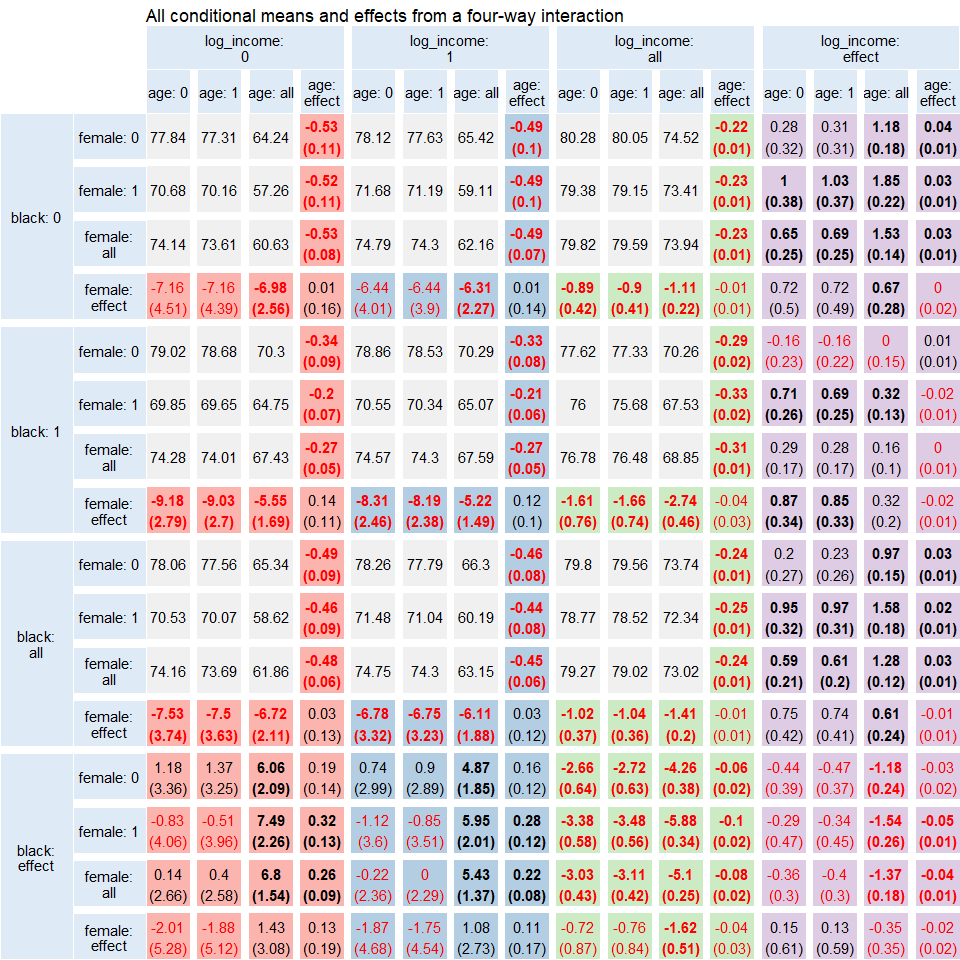 All conditional means and effects from a four-way interaction
log_income: log_income: log_income: log_income:
0 1 all effect
age: 0 age: 1 age: all age: effect age: 0 age: 1 age: all age: effect age: 0 age: 1 age: all age: effect age: 0 age: 1 age: all age: effect
black: 0
female: 0 77.84 77.31 64.24 -0.53 78.12 77.63 65.42 -0.49 80.28 80.05 74.52 -0.22 0.28 0.31 1.18 0.04
(0.11) (0.1) (0.01) (0.32) (0.31) (0.18) (0.01)
female: 1 70.68 70.16 57.26 -0.52 71.68 71.19 59.11 -0.49 79.38 79.15 73.41 -0.23 1 1.03 1.85 0.03
(0.11) (0.1) (0.01) (0.38) (0.37) (0.22) (0.01)
female: all 74.14 73.61 60.63 -0.53 74.79 74.3 62.16 -0.49 79.82 79.59 73.94 -0.23 0.65 0.69 1.53 0.03
(0.08) (0.07) (0.01) (0.25) (0.25) (0.14) (0.01)
female: effect -7.16 -7.16 -6.98 0.01 -6.44 -6.44 -6.31 0.01 -0.89 -0.9 -1.11 -0.01 0.72 0.72 0.67 0
(4.51) (4.39) (2.56) (0.16) (4.01) (3.9) (2.27) (0.14) (0.42) (0.41) (0.22) (0.01) (0.5) (0.49) (0.28) (0.02)
black: 1
female: 0 79.02 78.68 70.3 -0.34 78.86 78.53 70.29 -0.33 77.62 77.33 70.26 -0.29 -0.16 -0.16 0 0.01
(0.09) (0.08) (0.02) (0.23) (0.22) (0.15) (0.01)
female: 1 69.85 69.65 64.75 -0.2 70.55 70.34 65.07 -0.21 76 75.68 67.53 -0.33 0.71 0.69 0.32 -0.02
(0.07) (0.06) (0.02) (0.26) (0.25) (0.13) (0.01)
female: all 74.28 74.01 67.43 -0.27 74.57 74.3 67.59 -0.27 76.78 76.48 68.85 -0.31 0.29 0.28 0.16 0
(0.05) (0.05) (0.01) (0.17) (0.17) (0.1) (0.01)
female: effect -9.18 -9.03 -5.55 0.14 -8.31 -8.19 -5.22 0.12 -1.61 -1.66 -2.74 -0.04 0.87 0.85 0.32 -0.02
(2.79) (2.7) (1.69) (0.11) (2.46) (2.38) (1.49) (0.1) (0.76) (0.74) (0.46) (0.03) (0.34) (0.33) (0.2) (0.01)
black: all
female: 0 78.06 77.56 65.34 -0.49 78.26 77.79 66.3 -0.46 79.8 79.56 73.74 -0.24 0.2 0.23 0.97 0.03
(0.09) (0.08) (0.01) (0.27) (0.26) (0.15) (0.01)
female: 1 70.53 70.07 58.62 -0.46 71.48 71.04 60.19 -0.44 78.77 78.52 72.34 -0.25 0.95 0.97 1.58 0.02
(0.09) (0.08) (0.01) (0.32) (0.31) (0.18) (0.01)
female: all 74.16 73.69 61.86 -0.48 74.75 74.3 63.15 -0.45 79.27 79.02 73.02 -0.24 0.59 0.61 1.28 0.03
(0.06) (0.06) (0.01) (0.21) (0.2) (0.12) (0.01)
female: effect -7.53 -7.5 -6.72 0.03 -6.78 -6.75 -6.11 0.03 -1.02 -1.04 -1.41 -0.01 0.75 0.74 0.61 -0.01
(3.74) (3.63) (2.11) (0.13) (3.32) (3.23) (1.88) (0.12) (0.37) (0.36) (0.2) (0.01) (0.42) (0.41) (0.24) (0.01)
black: effect
female: 0 1.18 1.37 6.06 0.19 0.74 0.9 4.87 0.16 -2.66 -2.72 -4.26 -0.06 -0.44 -0.47 -1.18 -0.03
(3.36) (3.25) (2.09) (0.14) (2.99) (2.89) (1.85) (0.12) (0.64) (0.63) (0.38) (0.02) (0.39) (0.37) (0.24) (0.02)
female: 1 -0.83 -0.51 7.49 0.32 -1.12 -0.85 5.95 0.28 -3.38 -3.48 -5.88 -0.1 -0.29 -0.34 -1.54 -0.05
(4.06) (3.96) (2.26) (0.13) (3.6) (3.51) (2.01) (0.12) (0.58) (0.56) (0.34) (0.02) (0.47) (0.45) (0.26) (0.01)
female: all 0.14 0.4 6.8 0.26 -0.22 0 5.43 0.22 -3.03 -3.11 -5.1 -0.08 -0.36 -0.4 -1.37 -0.04
(2.66) (2.58) (1.54) (0.09) (2.36) (2.29) (1.37) (0.08) (0.43) (0.42) (0.25) (0.02) (0.3) (0.3) (0.18) (0.01)
female: effect -2.01 -1.88 1.43 0.13 -1.87 -1.75 1.08 0.11 -0.72 -0.76 -1.62 -0.04 0.15 0.13 -0.35 -0.02
(5.28) (5.12) (3.08) (0.19) (4.68) (4.54) (2.73) (0.17) (0.87) (0.84) (0.51) (0.03) (0.61) (0.59) (0.35) (0.02)